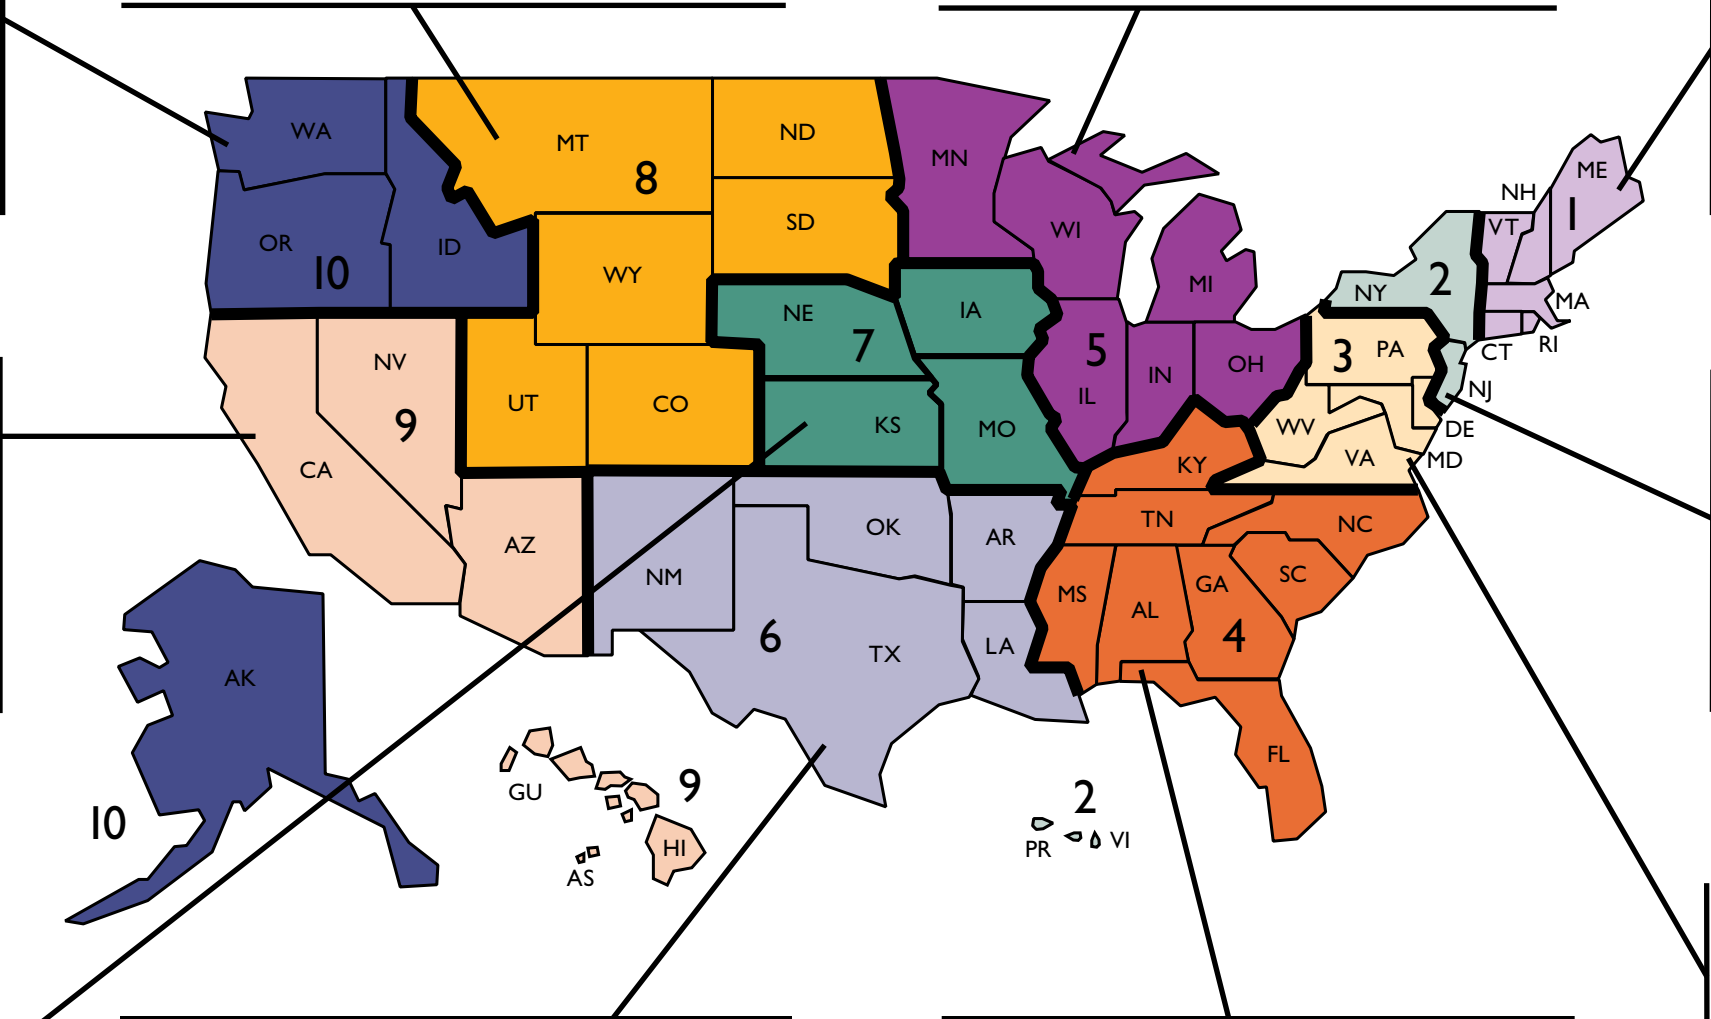 WA
MT
ND
MN
ME
NH
VT
1
8
OR
10
ID
SD
WI
WY
MI
NY
2
MA
NE
7
IA
5
3
PA
CT
RI
NV
UT
CO
9
KS
MO
IL
IN
OH
NJ
WV
DE
CA
KY
VA
MD
AZ
NM
OK
AR
TN
NC
MS
AL
GA
SC
6
TX
LA
4
AK
FL
10
GU
9
HI
AS
2
PR
VI